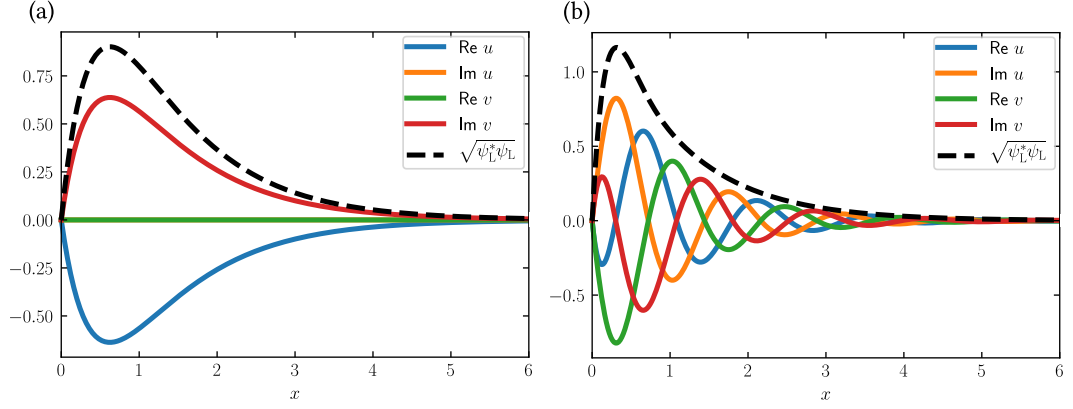 (a)
0.75
0.50
0.25
0.00
−0.25
−0.50
0 1 2 3 4 5 6
x
Re u
Im u
Re v
Im v
√ψ_L^*ψ_L
(b)
1.0
0.5
0.0
−0.5
0 1 2 3 4 5 6
x
Re u
Im u
Re v
Im v
√ψ_L^*ψ_L